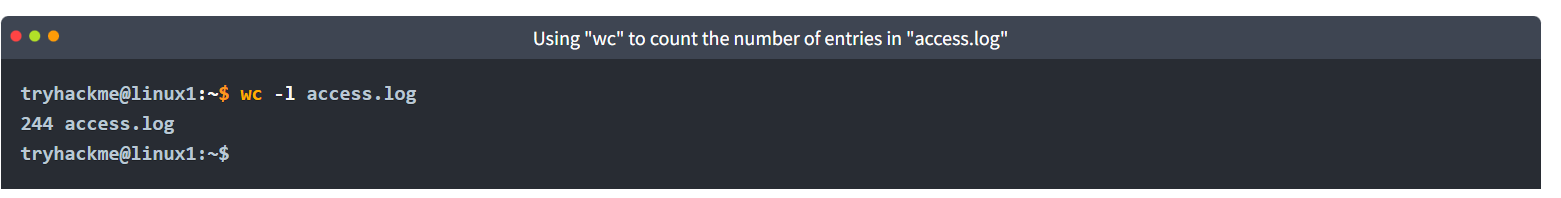 Using "wc" to count the number of entries in "access.log"
tryhackme@linux1:~$ wc -l access.log
244 access.log
tryhackme@linux1:~$